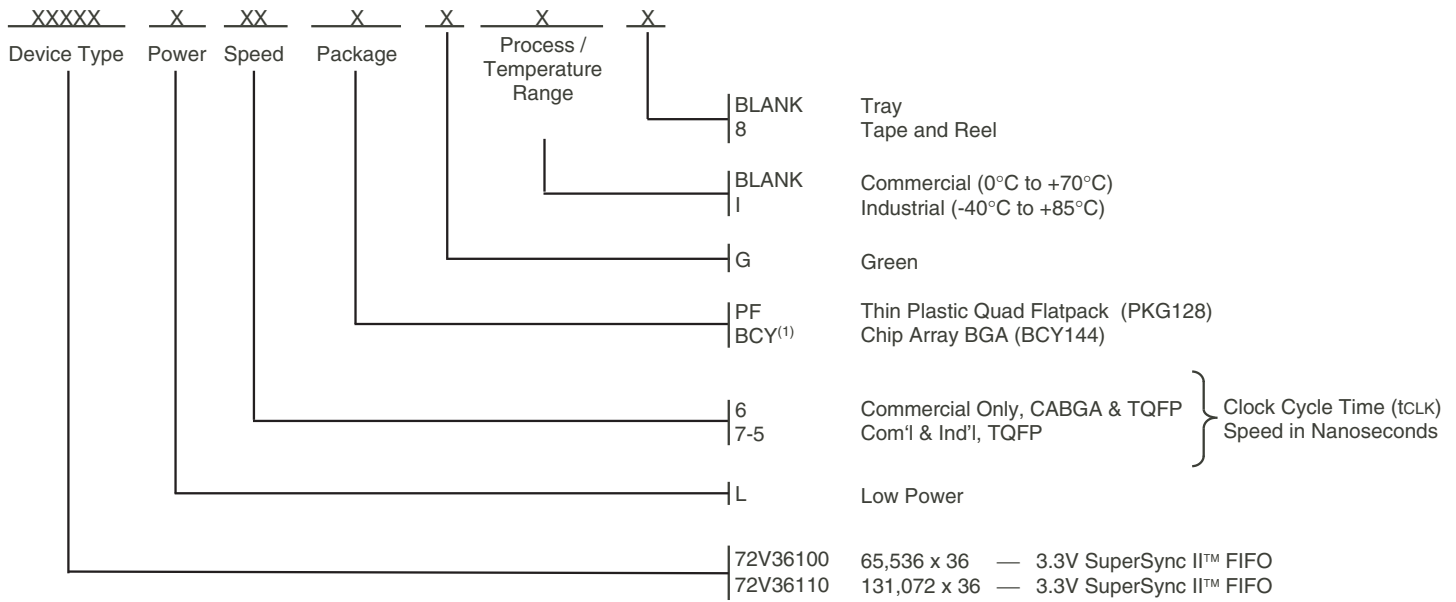 XXXXX X XX X X X X
Device Type Power Speed Package Process / Temperature Range
BLANK Tray
8 Tape and Reel
BLANK Commercial (0°C to +70°C)
I Industrial (-40°C to +85°C)
G Green
PF Thin Plastic Quad Flatpack (PKG128)
BCY(1) Chip Array BGA (BCY144)
6 Commercial Only, CABGA & TQFP
7-5 Com'l & Ind'l, TQFP
Clock Cycle Time (tCLK)
Speed in Nanoseconds
L Low Power
72V36100 65,536 x 36 — 3.3V SuperSync II™ FIFO
72V36110 131,072 x 36 — 3.3V SuperSync II™ FIFO